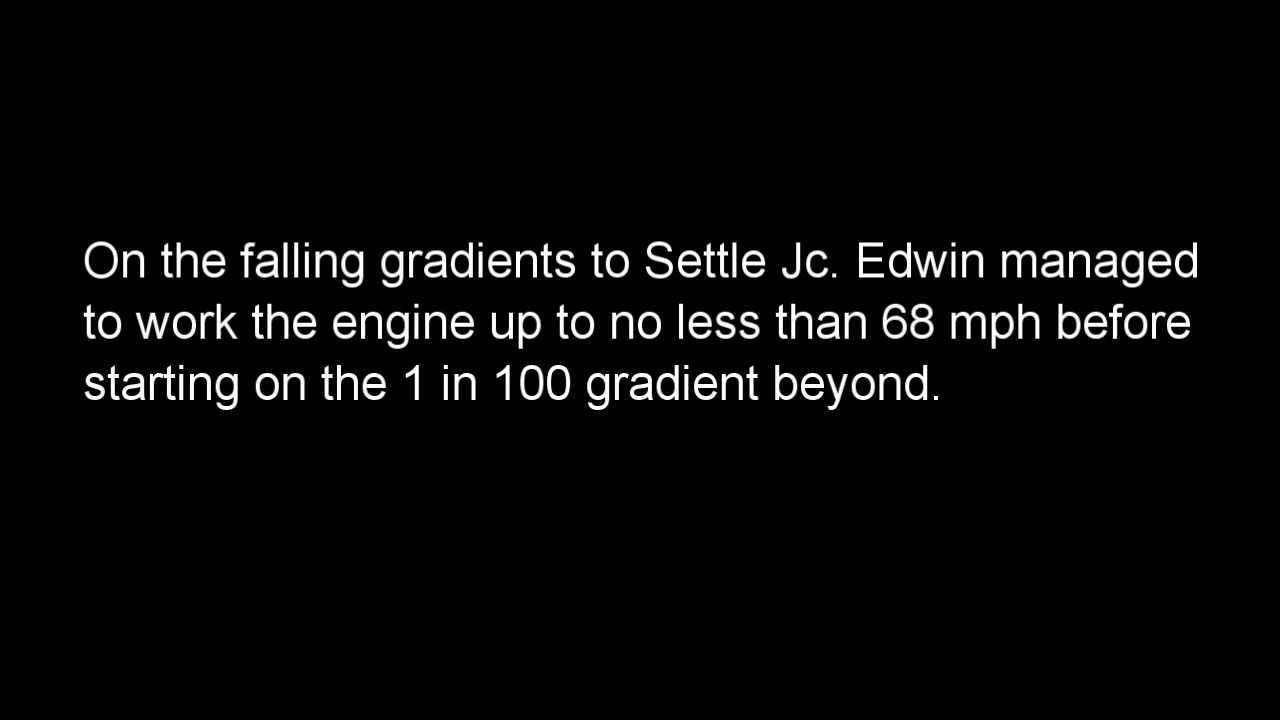 On the falling gradients to Settle Jc. Edwin managed
to work the engine up to no less than 68 mph before
starting on the 1 in 100 gradient beyond.